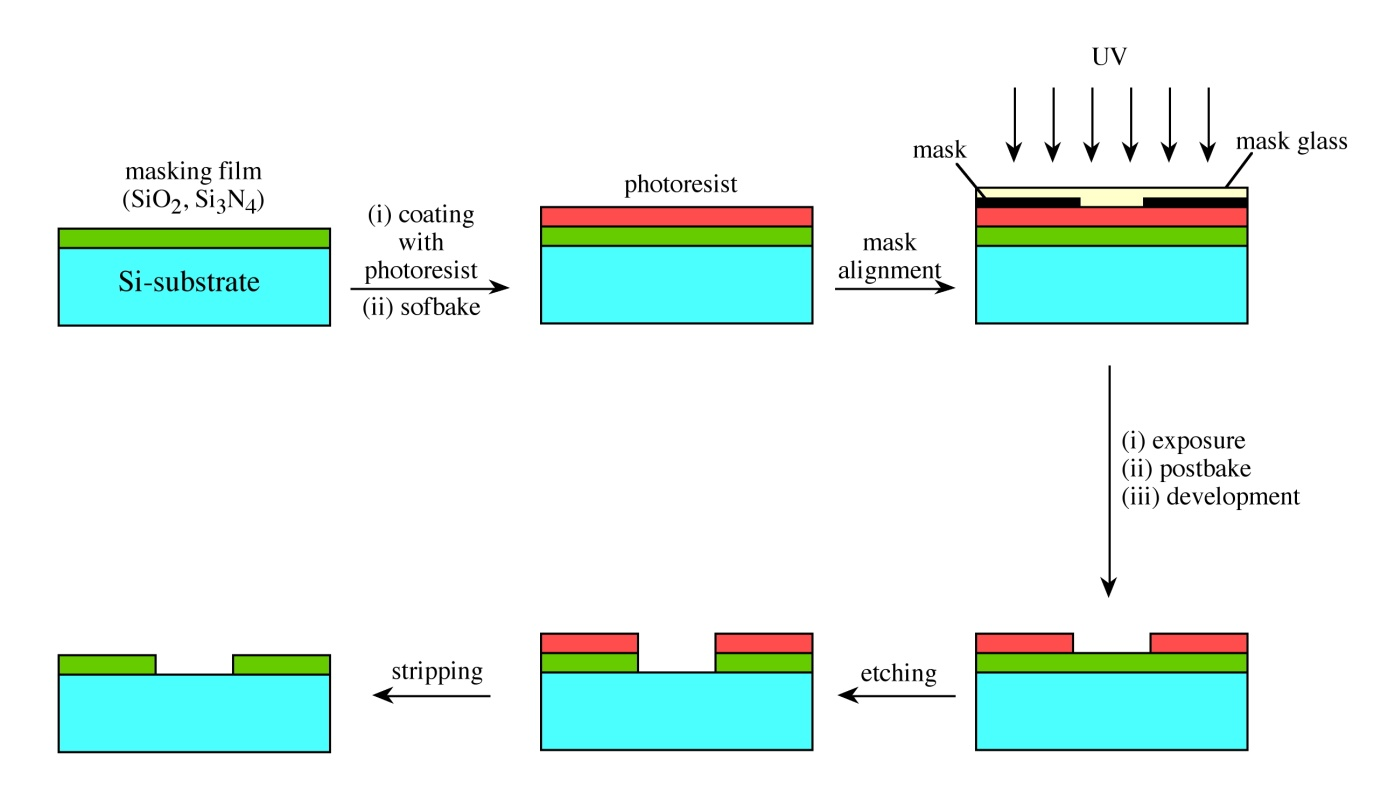 masking film
(SiO2, Si3N4)
Si-substrate
(i) coating
with
photoresist
(ii) sofbake
photoresist
mask
alignment
UV
mask
mask glass
(i) exposure
(ii) postbake
(iii) development
etching
stripping